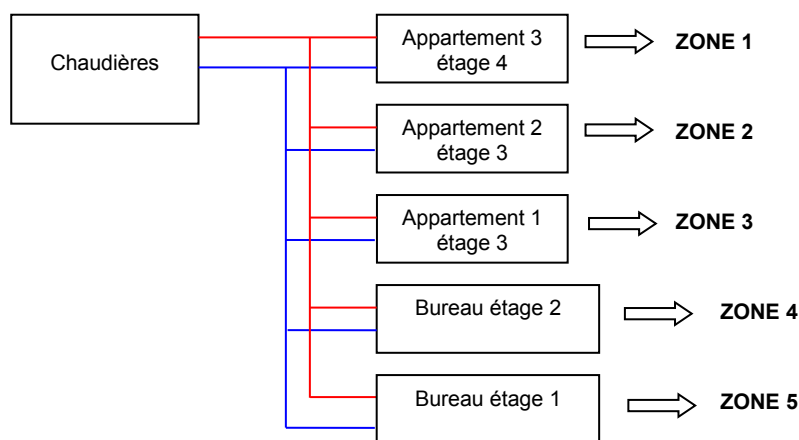 Chaudières
Appartement 3
étage 4
ZONE 1
Appartement 2
étage 3
ZONE 2
Appartement 1
étage 3
ZONE 3
Bureau étage 2
ZONE 4
Bureau étage 1
ZONE 5